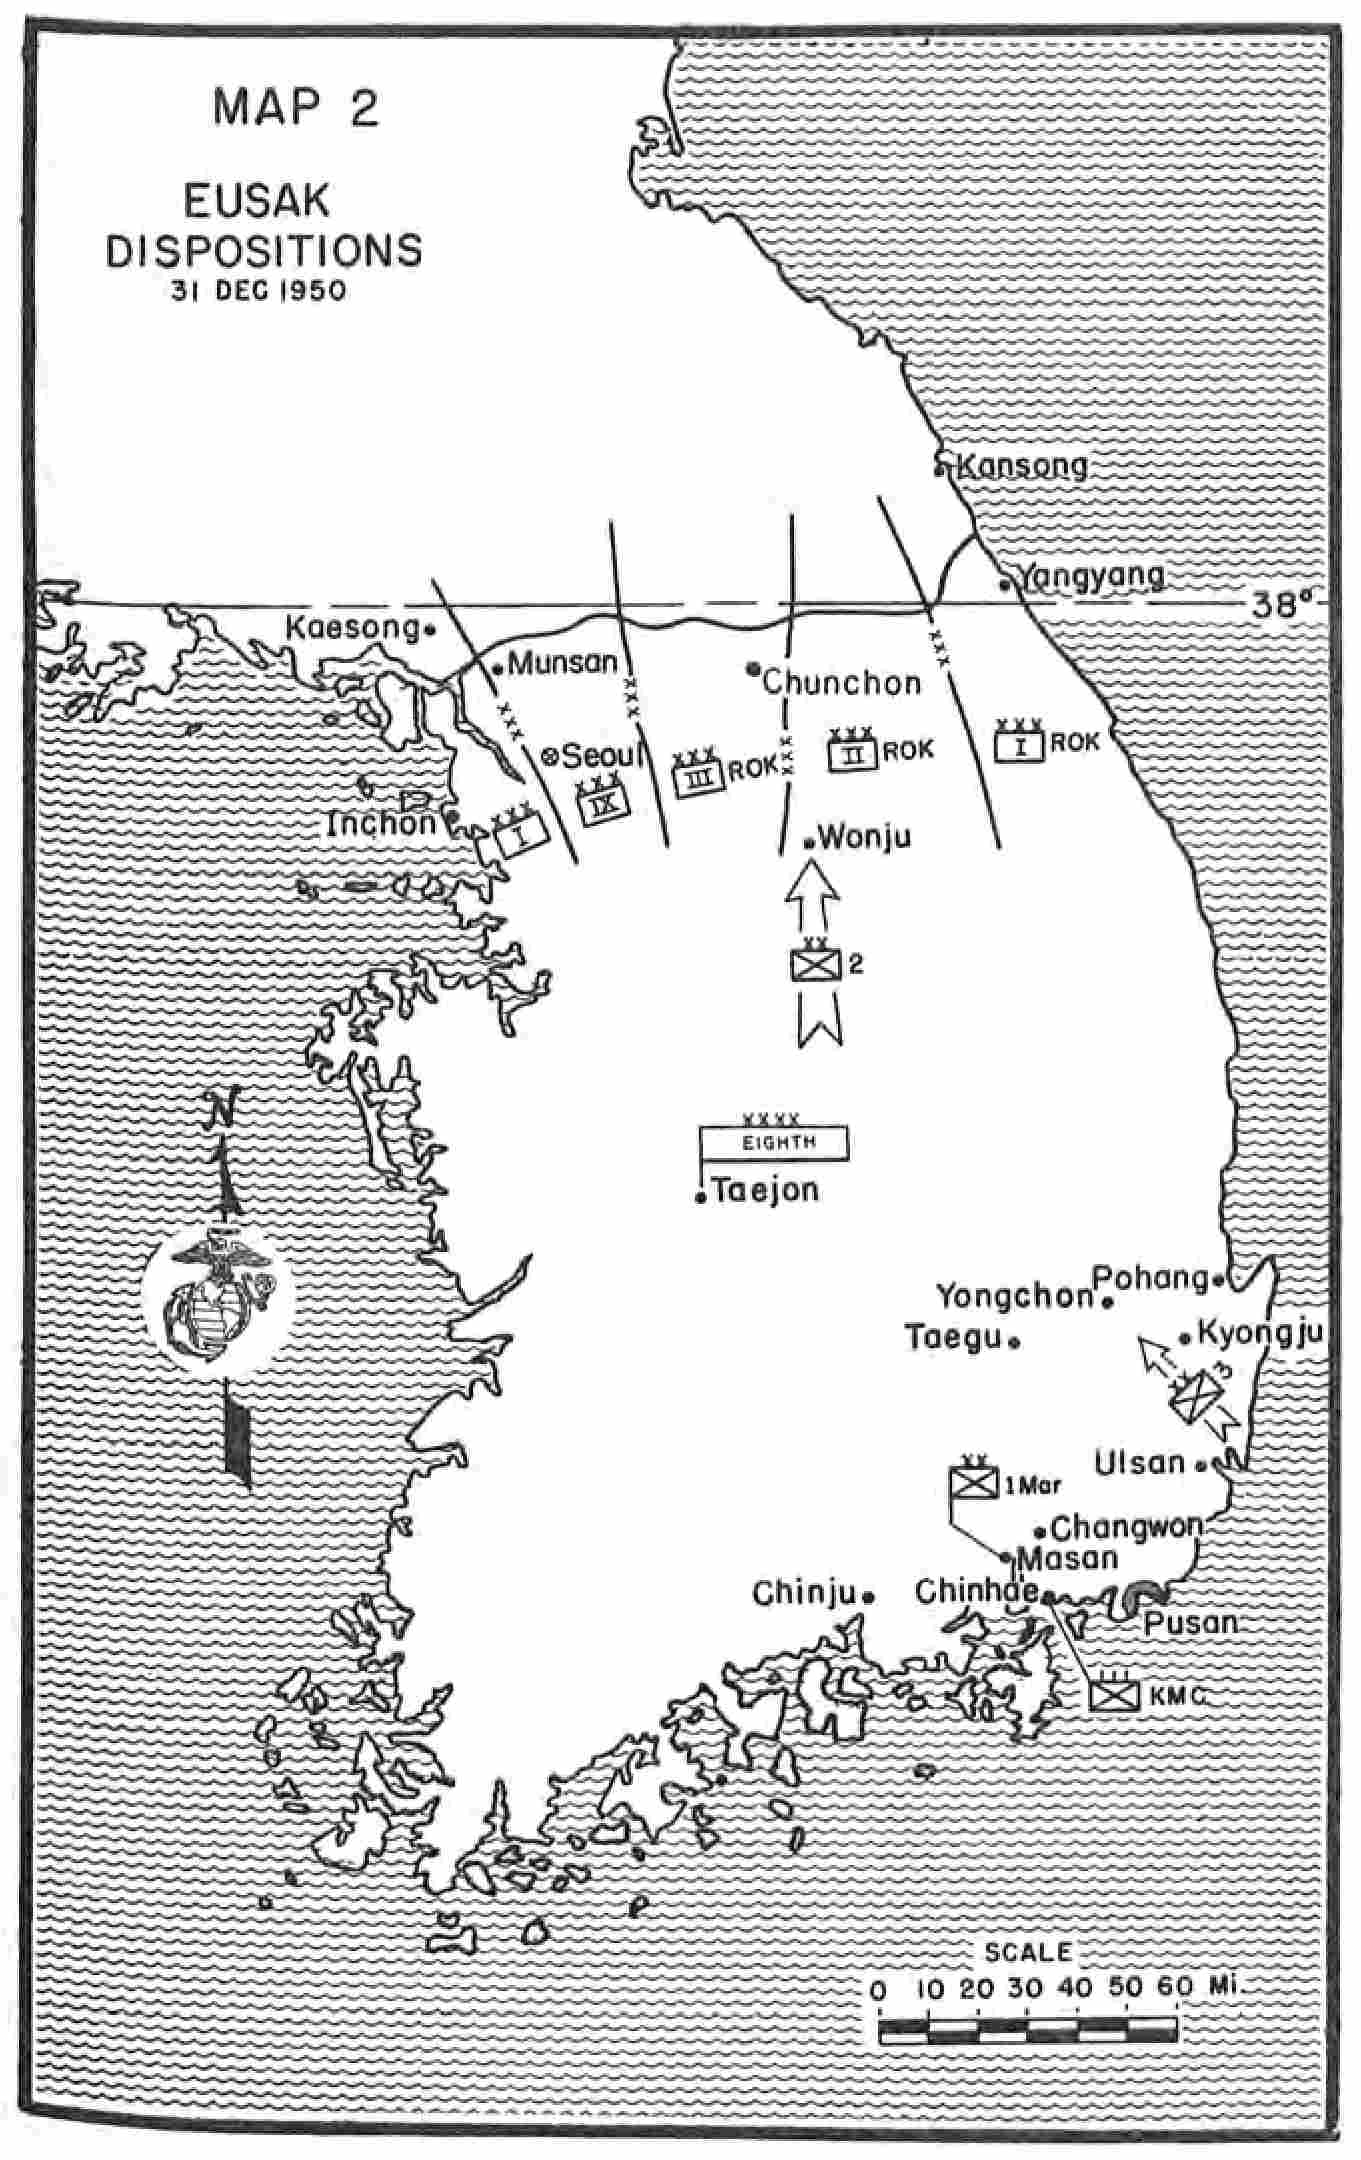 MAP 2
EUSAK
DISPOSITIONS
31 DEC 1950
Kansong
Yangyang
38°
Kaesong
Munsan
xxx
xxx
xxx
Chunchon
xxx
Seoul
xxx
I ROK
xxx
II ROK
xxx
III ROK
xxx
xxx
IX
Inchon
xxx
I
Wonju
xx
2
N
xxxx
EIGHTH
Taejon
Pohang
Yongchon
Taegu
Kyongju
xx
3
Ulsan
xx
1 Mar
Changwon
Masan
Chinju
Chinhae
Pusan
III
KMC
SCALE
0 10 20 30 40 50 60 Mi.